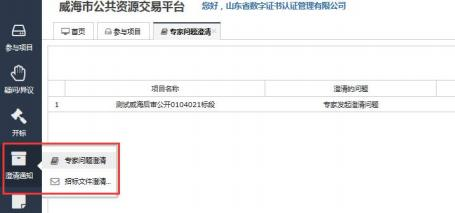 威海市公共资源交易平台 您好，山东省数字证书认证管理有限公司
首页 参与项目 专家问题澄清
参与项目
疑问/异议
开标
澄清通知
项目名称 澄清的问题
1 测试威海后审公开0104021标段 专家发起澄清问题
专家问题澄清
招标文件澄清...